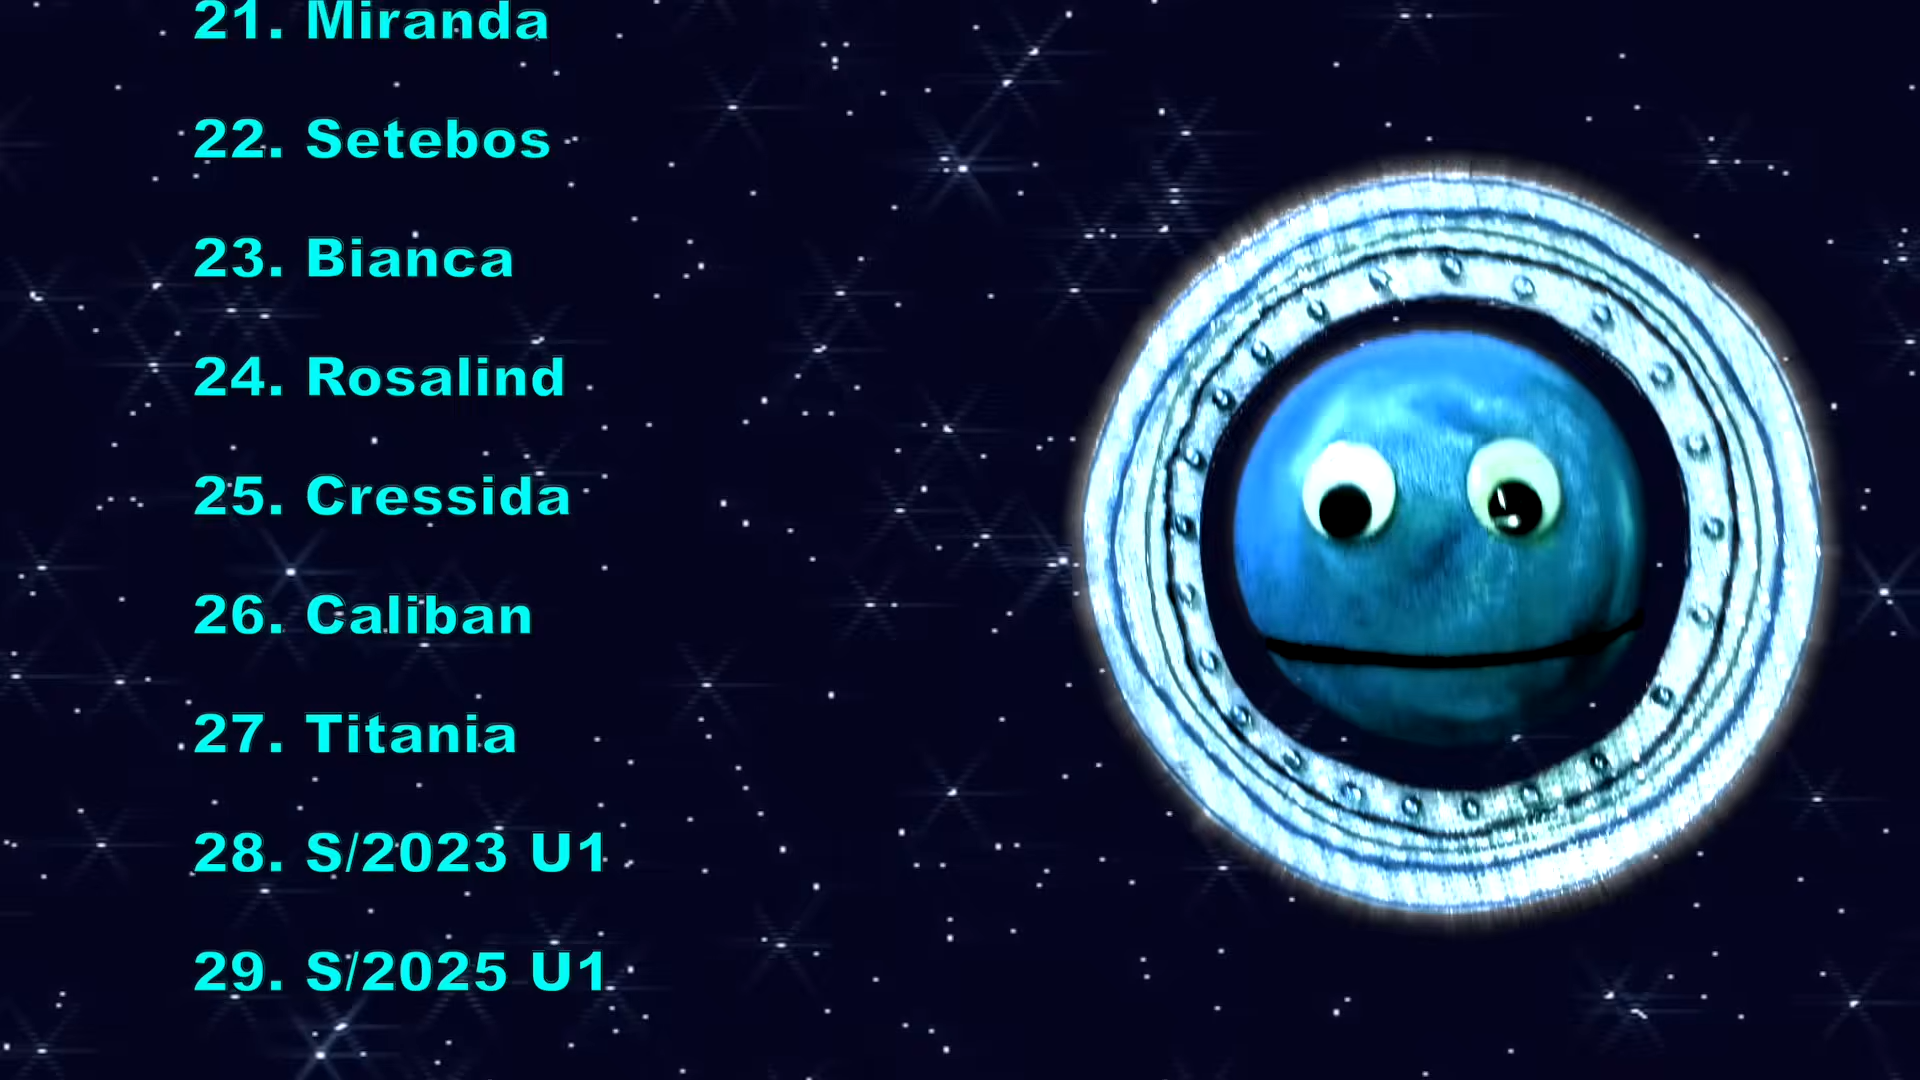 21. Miranda
22. Setebos
23. Bianca
24. Rosalind
25. Cressida
26. Caliban
27. Titania
28. S/2023 U1
29. S/2025 U1